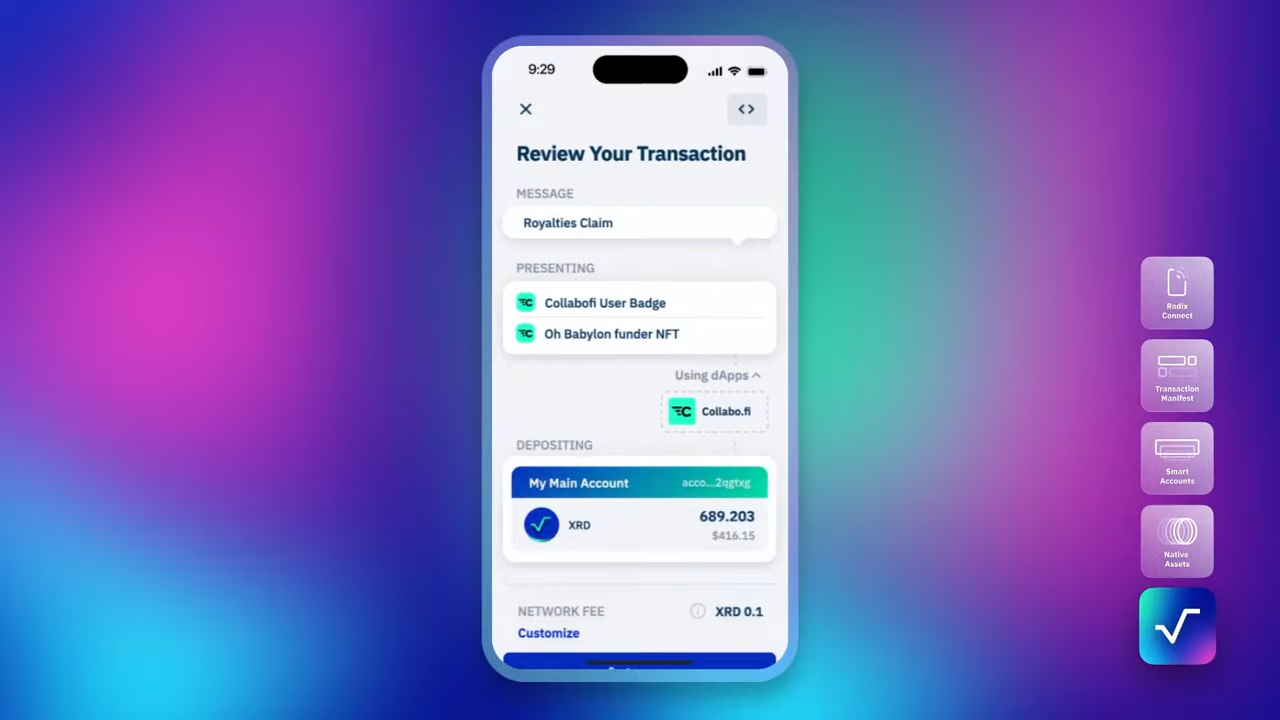 9:29
Review Your Transaction
MESSAGE
Royalties Claim
PRESENTING
Collabofi User Badge
Oh Babylon funder NFT
Using dApps
Collabo.fi
DEPOSITING
My Main Account acco...2qgtxg
XRD 689.203
$416.15
NETWORK FEE XRD 0.1
Customize
Radix
Connect
Transaction
Manifest
Smart
Accounts
Native
Assets